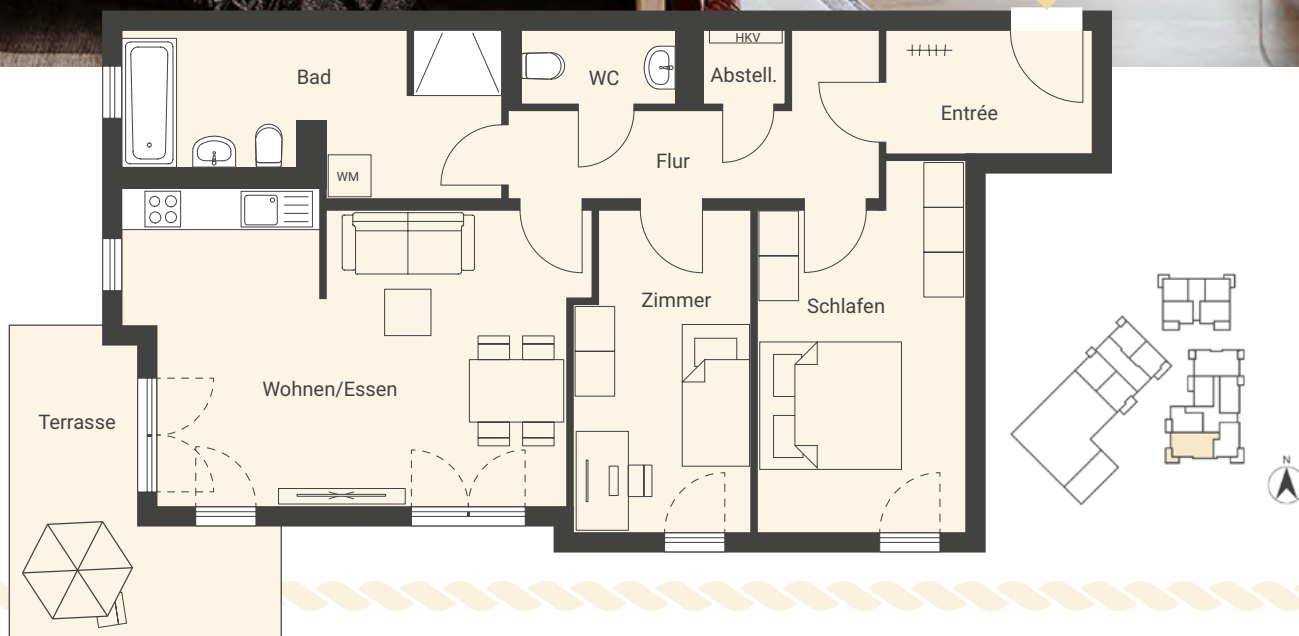 HKV
Bad
WC
Abstell.
Entrée
Flur
WM
Zimmer
Schlafen
Wohnen/Essen
Terrasse
N